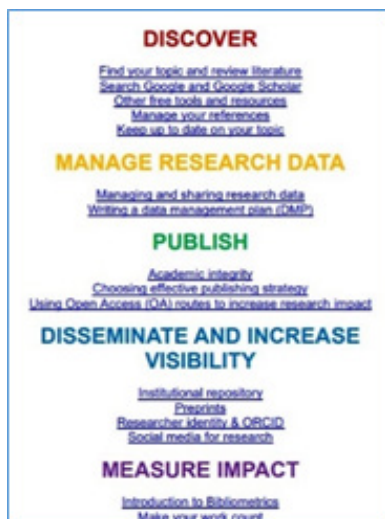 DISCOVER
Find your topic and review literature
Search Google and Google Scholar
Other free tools and resources
Manage your references
Keep up to date on your topic
MANAGE RESEARCH DATA
Managing and sharing research data
Writing a data management plan (DMP)
PUBLISH
Academic integrity
Choosing effective publishing strategy
Using Open Access (OA) routes to increase research impact
DISSEMINATE AND INCREASE
VISIBILITY
Institutional repository
Preprints
Researcher identity & ORCID
Social media for research
MEASURE IMPACT
Introduction to Bibliometrics
Make your work count